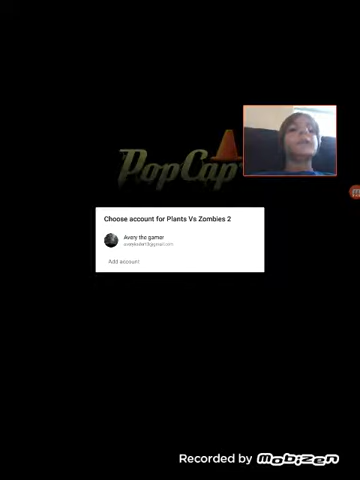 PopCap
Choose account for Plants Vs Zombies 2
Avery the gamer
Add account
Recorded by mobizen